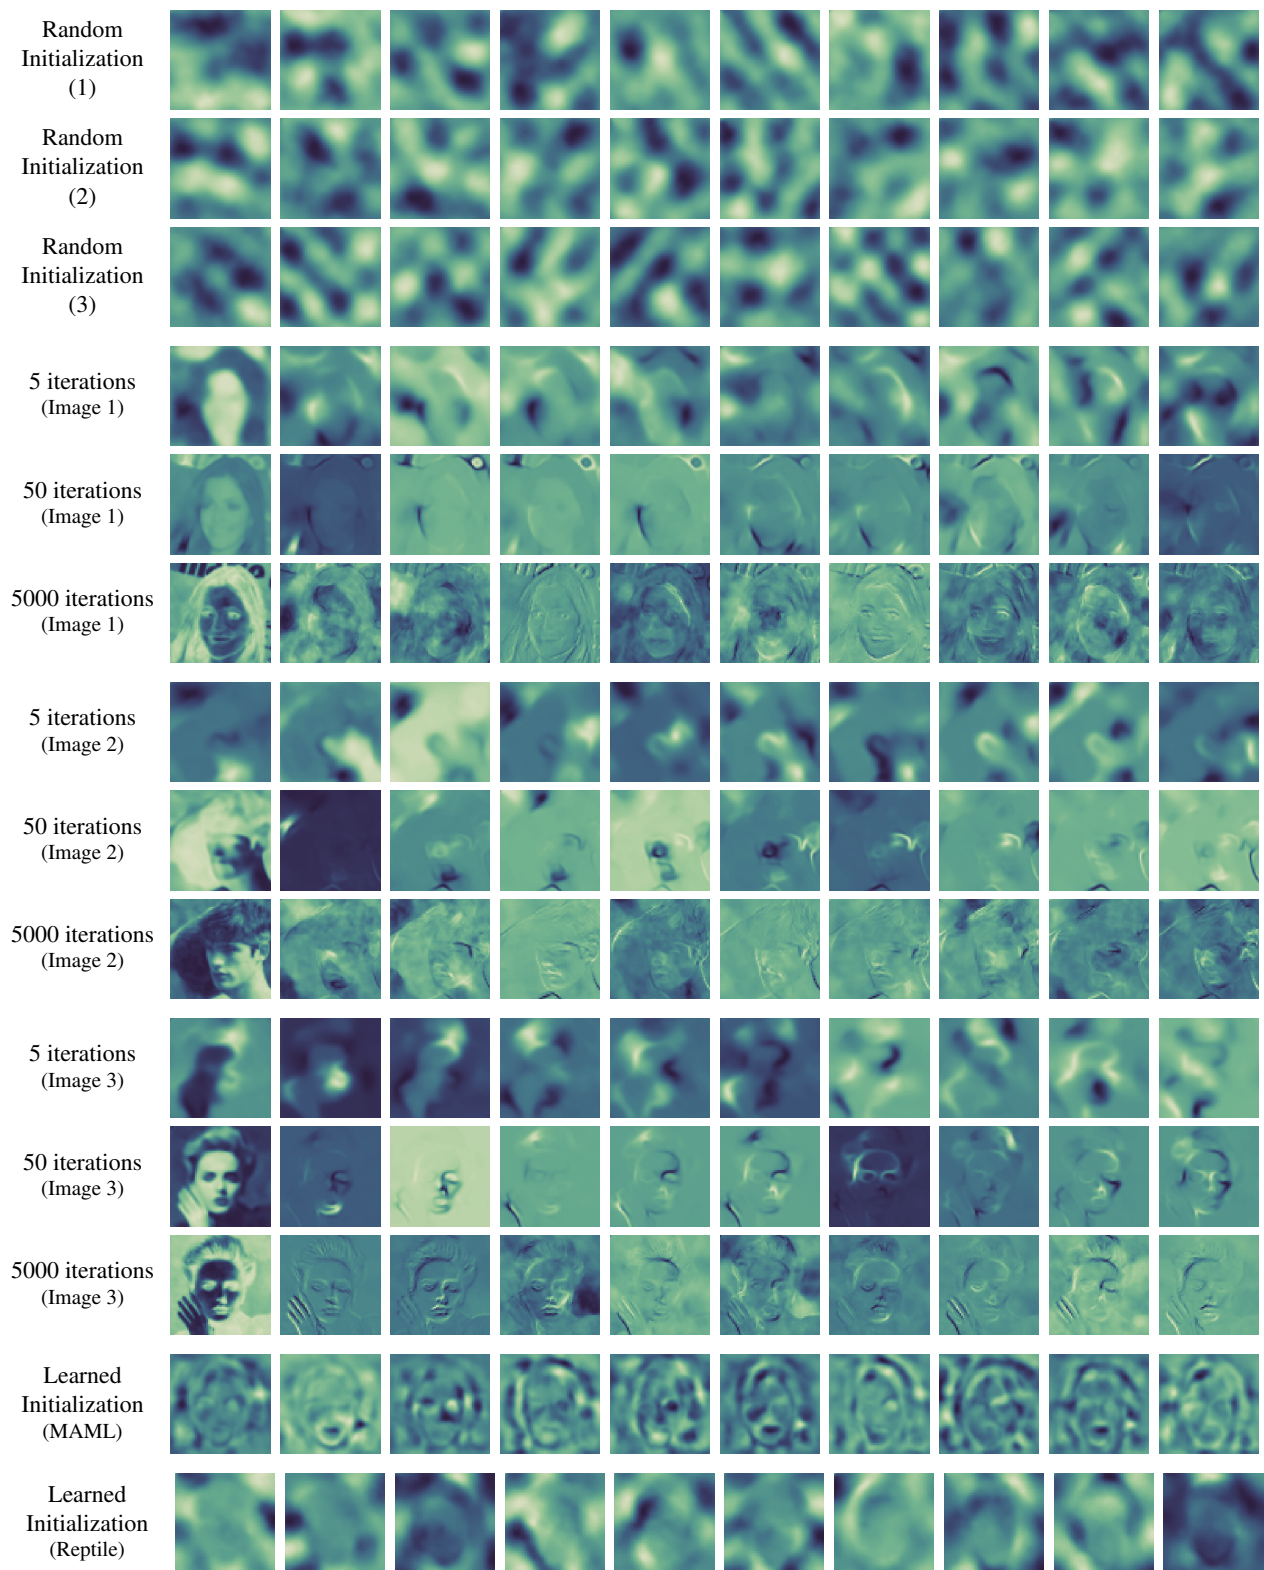 Random
Initialization
(1)
Random
Initialization
(2)
Random
Initialization
(3)
5 iterations
(Image 1)
50 iterations
(Image 1)
5000 iterations
(Image 1)
5 iterations
(Image 2)
50 iterations
(Image 2)
5000 iterations
(Image 2)
5 iterations
(Image 3)
50 iterations
(Image 3)
5000 iterations
(Image 3)
Learned
Initialization
(MAML)
Learned
Initialization
(Reptile)